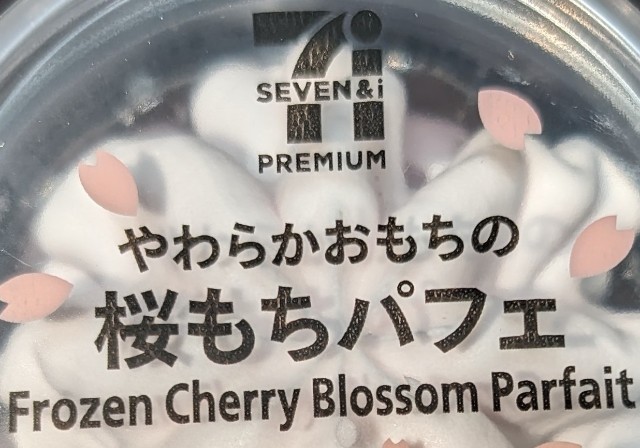 7i
SEVEN&i
PREMIUM
やわらかおもちの
桜もちパフェ
Frozen Cherry Blossom Parfait